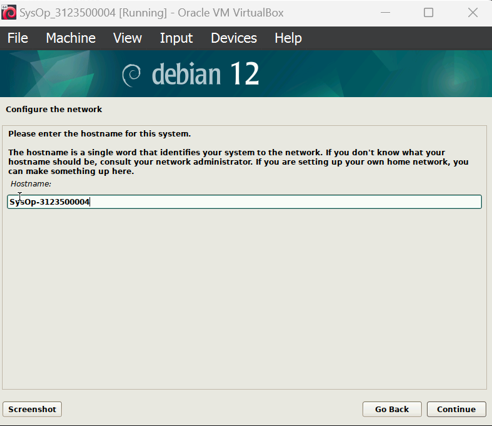 SysOp_3123500004 [Running] - Oracle VM VirtualBox
File Machine View Input Devices Help
debian 12
Configure the network
Please enter the hostname for this system.
The hostname is a single word that identifies your system to the network. If you don't know what your
hostname should be, consult your network administrator. If you are setting up your own home network, you
can make something up here.
Hostname:
SysOp-3123500004
Screenshot Go Back Continue